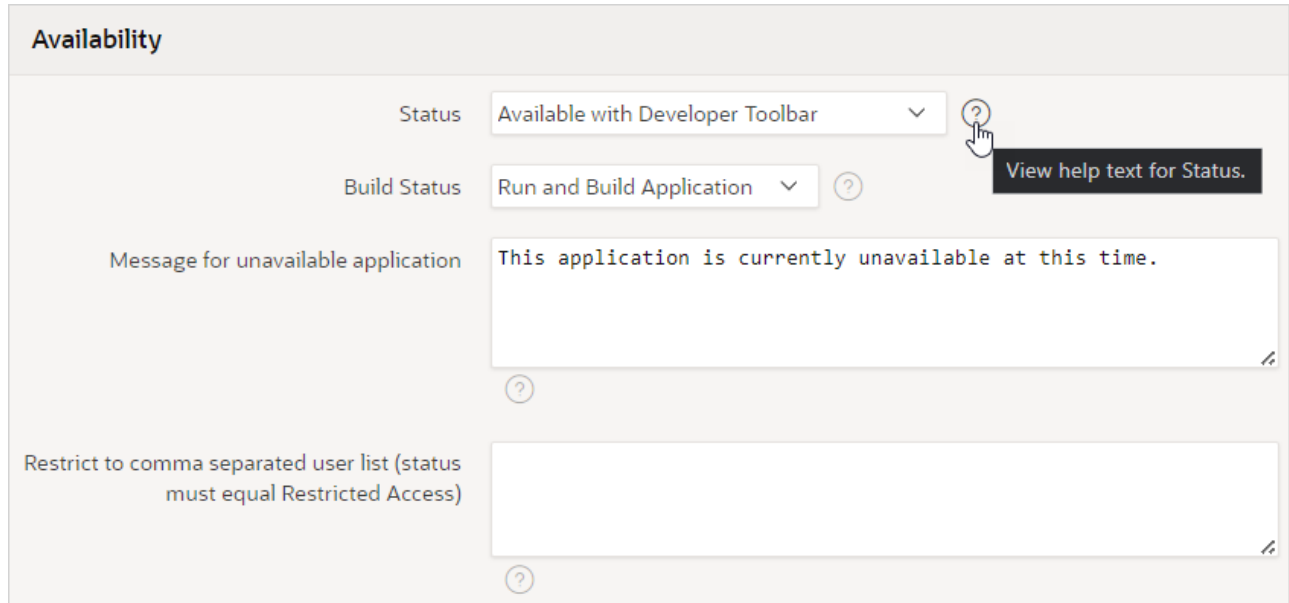 Availability
Status
Available with Developer Toolbar
?
View help text for Status.
Build Status
Run and Build Application
?
Message for unavailable application
This application is currently unavailable at this time.
?
Restrict to comma separated user list (status
must equal Restricted Access)
?